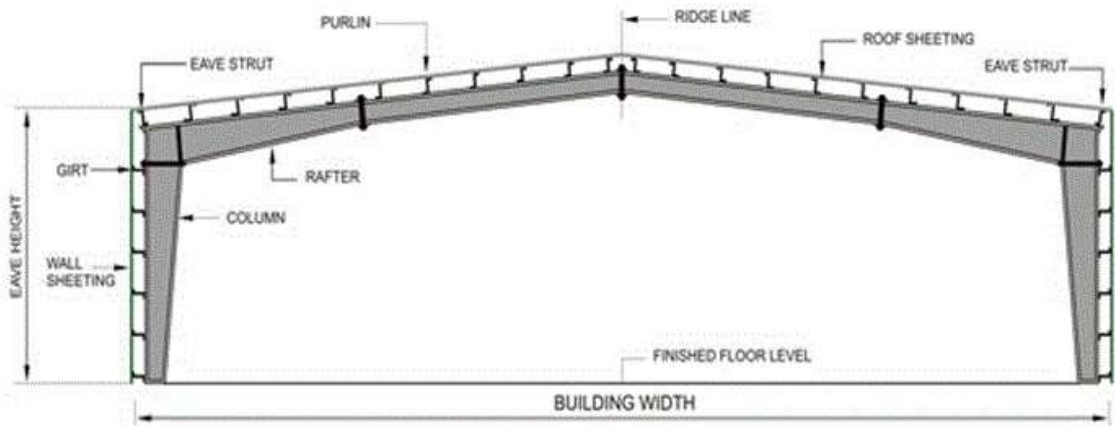 RIDGE LINE
PURLIN
ROOF SHEETING
EAVE STRUT
EAVE STRUT
GIRT
RAFTER
COLUMN
EAVE HEIGHT
WALL
SHEETING
FINISHED FLOOR LEVEL
BUILDING WIDTH